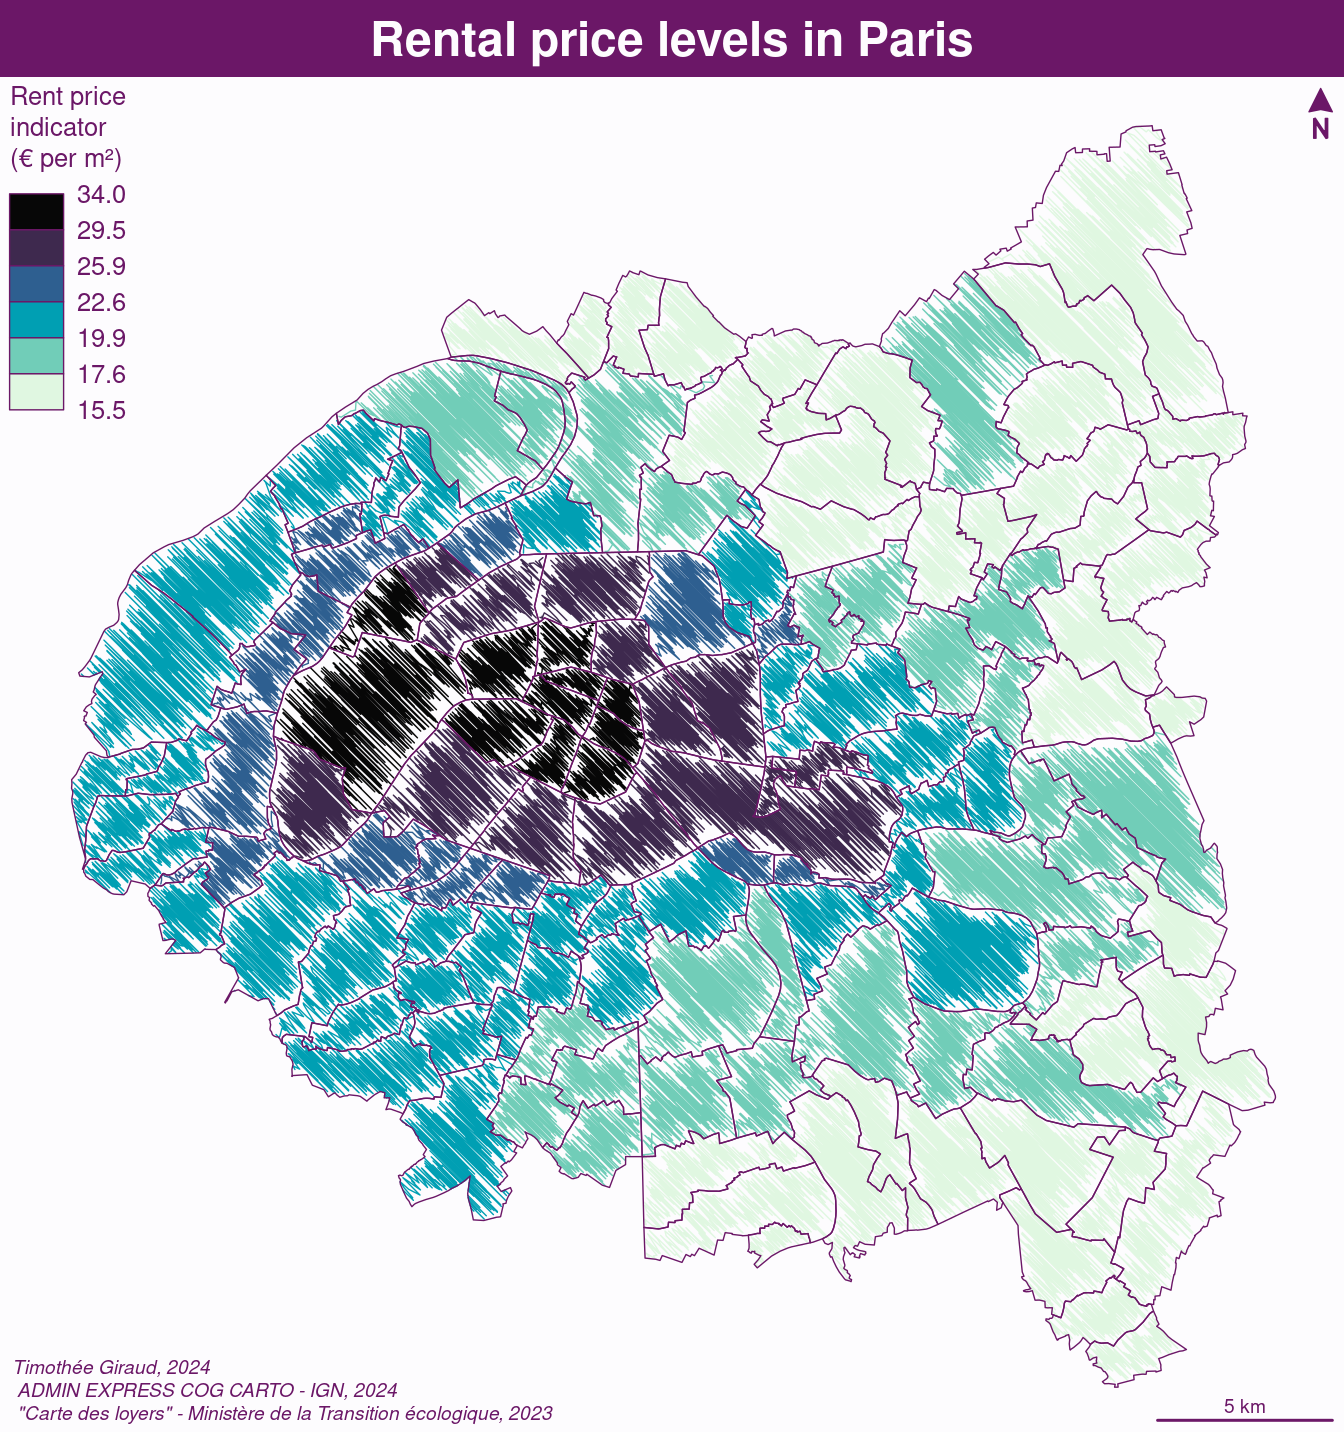 Rental price levels in Paris
Rent price
indicator
(€ per m²)
34.0
29.5
25.9
22.6
19.9
17.6
15.5
N
Timothée Giraud, 2024
ADMIN EXPRESS COG CARTO - IGN, 2024
"Carte des loyers" - Ministère de la Transition écologique, 2023
5 km